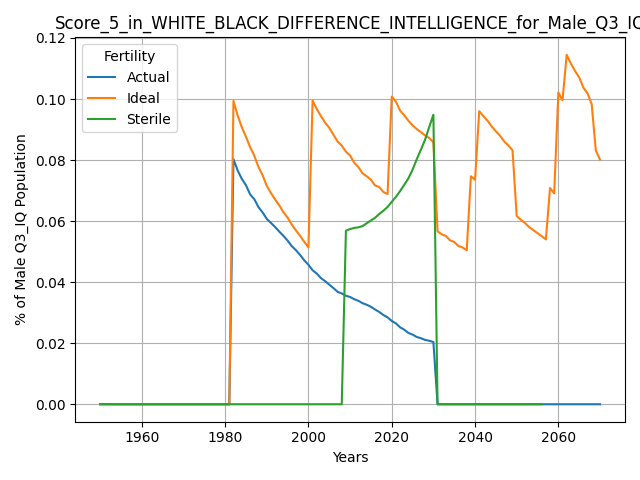 Score_5_in_WHITE_BLACK_DIFFERENCE_INTELLIGENCE_for_Male_Q3_IQ
Fertility
Actual
Ideal
Sterile
% of Male Q3_IQ Population
0.12
0.10
0.08
0.06
0.04
0.02
0.00
1960 1980 2000 2020 2040 2060
Years